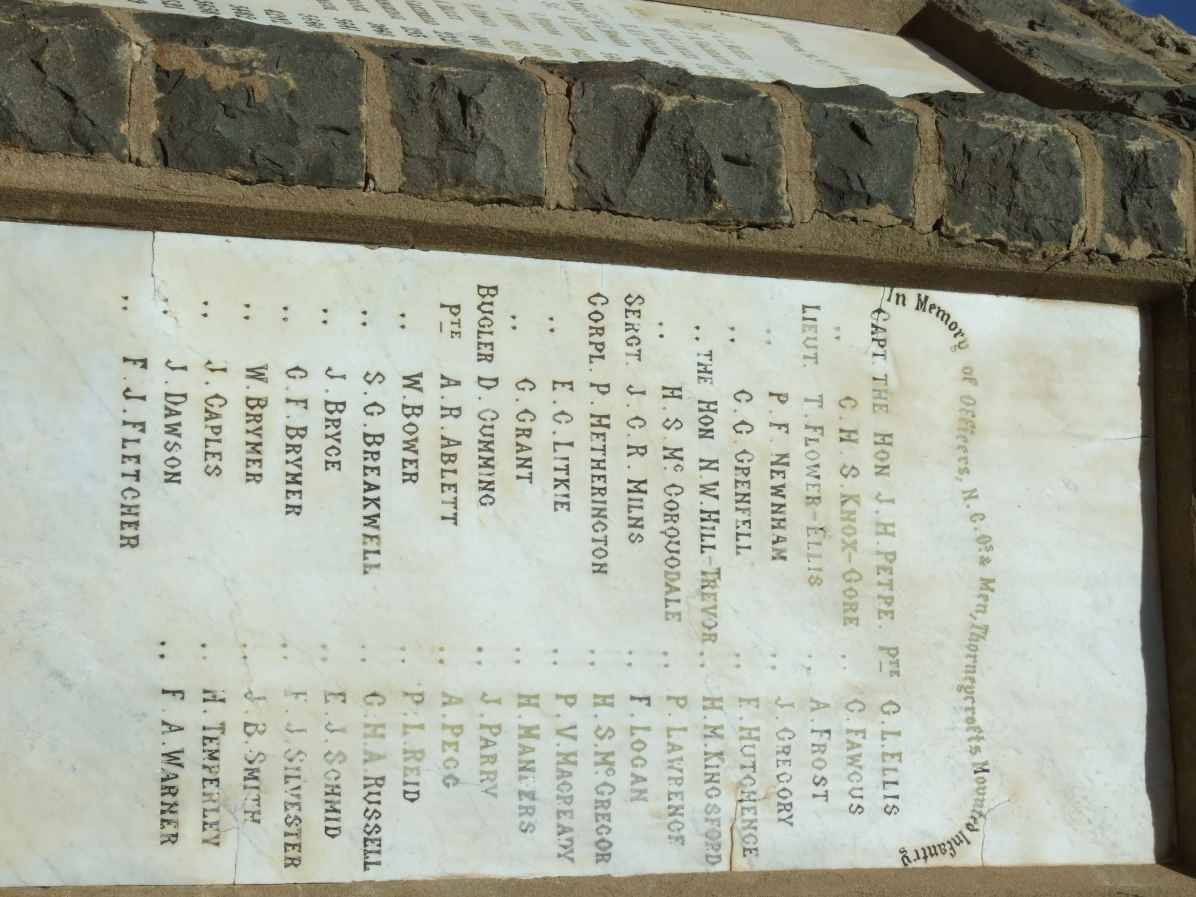 In Memory of Officers, N.C.Os & Men, Thorneycrofts Mounted Infantry
CAPT. THE HON J.H. PETRE. PTE C.L. ELLIS
" C.H.S. KNOX-GORE " C. FAWCUS
LIEUT. T. FLOWER-ELLIS " A. FROST
" P.F. NEWNHAM " J. GREGORY
" C.G. GRENFELL " E. HUTCHENCE
" THE HON N.W. HILL-TREVOR " H.M. KINGSFORD
" H.S. Mc CORQUODALE " P. LAWRENCE
SERGT. J.C.R. MILNS " F. LOGAN
CORPL. P HETHERINGTON " H.S. Mc GREGOR
" E.C. LITKIE " P.V. MACREADY
" C. GRANT " H. MANNERS
BUGLER D. CUMMING " J. PARRY
PTE A.R. ABLETT " A. PEGG
" W. BOWER " P.L. REID
" S.G. BREAKWELL " C.H.A. RUSSELL
" J. BRYCE " E.J. SCHMID
" C.F. BRYMER " F.J. SILVESTER
" W. BRYMER " J.B. SMITH
" J. CAPLES " H. TEMPERLEY
" J. DAWSON " F.A. WARNER
" F.J. FLETCHER